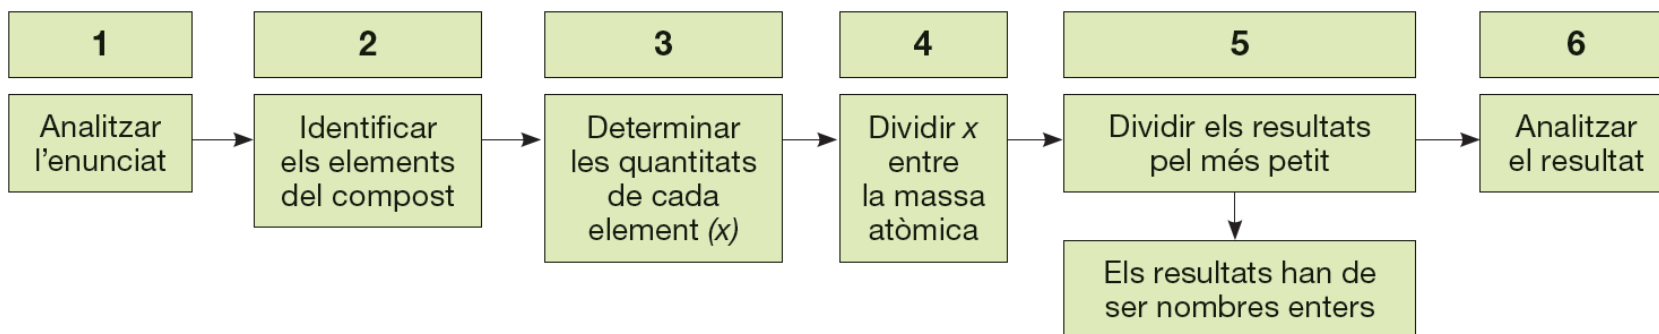 1
Analitzar
l'enunciat
2
Identificar
els elements
del compost
3
Determinar
les quantitats
de cada
element (x)
4
Dividir x
entre
la massa
atòmica
5
Dividir els resultats
pel més petit
Els resultats han de
ser nombres enters
6
Analitzar
el resultat